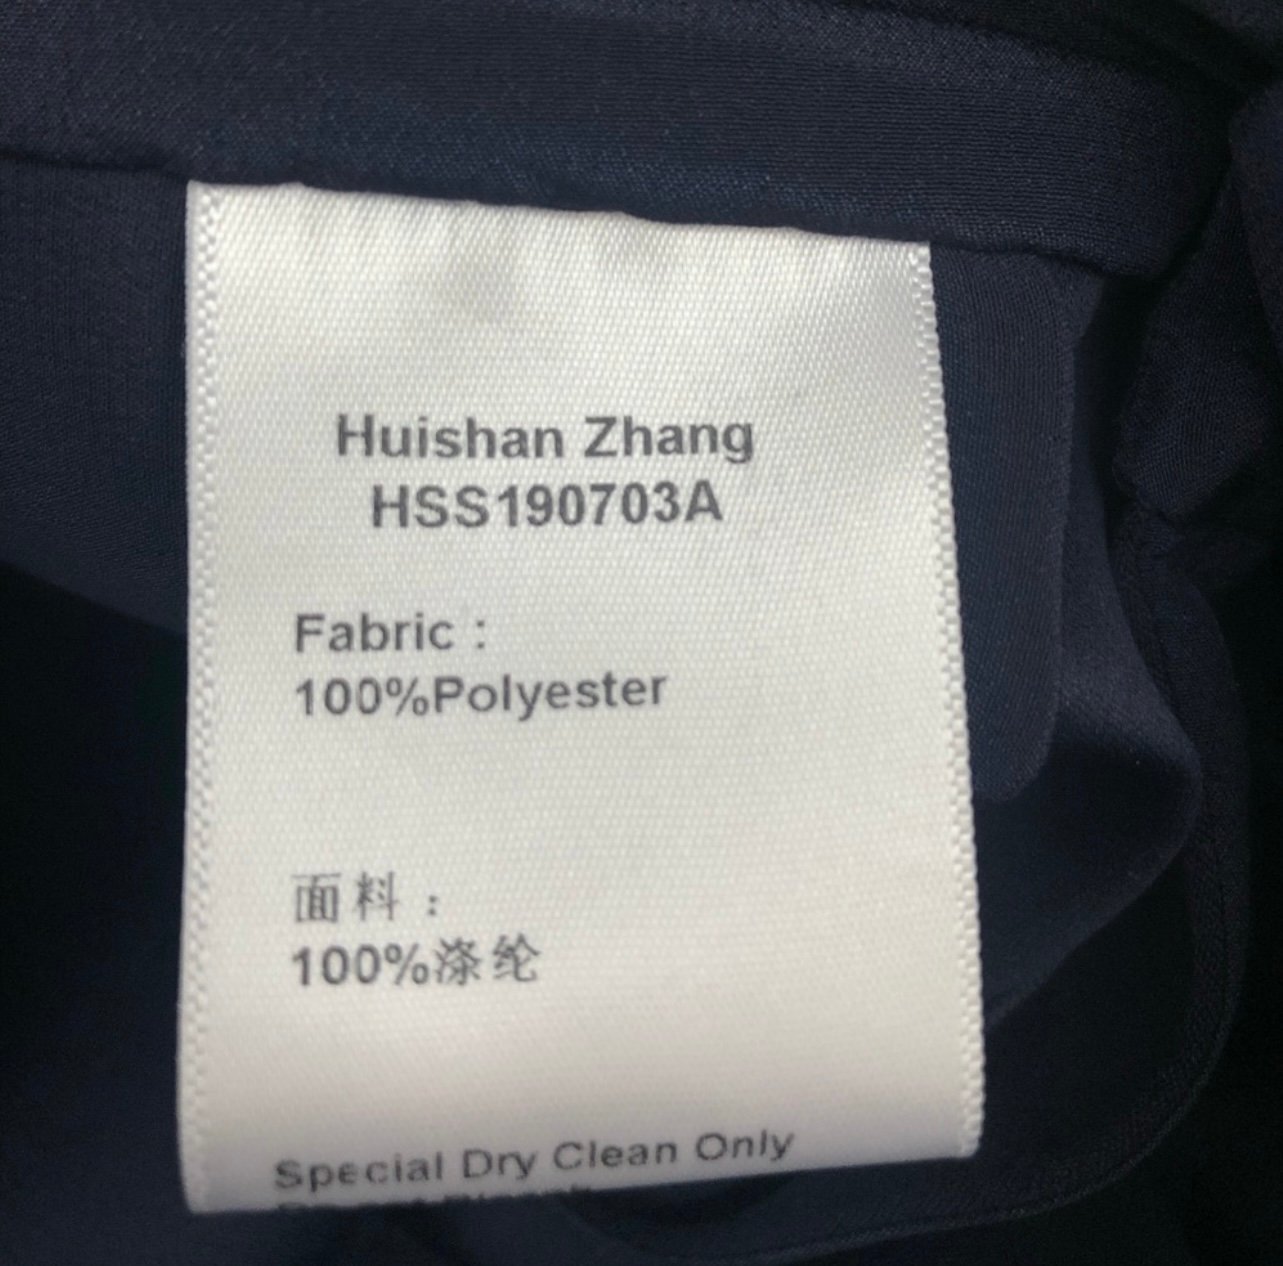 Huishan Zhang
HSS190703A
Fabric :
100%Polyester
面料：
100%涤纶
Special Dry Clean Only